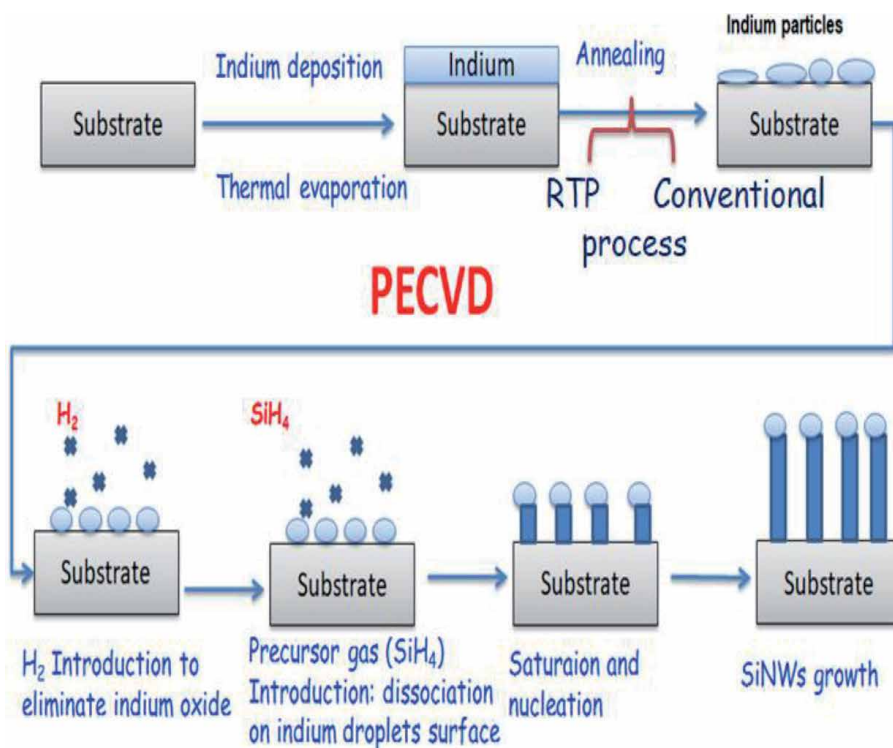 Indium particles
Indium deposition
Indium
Annealing
Substrate
Substrate
Substrate
Thermal evaporation
RTP
Conventional
process
PECVD
H₂
SiH₄
Substrate
Substrate
Substrate
Substrate
H₂ Introduction to
eliminate indium oxide
Precursor gas (SiH₄)
Introduction: dissociation
on indium droplets surface
Saturaion and
nucleation
SiNWs growth